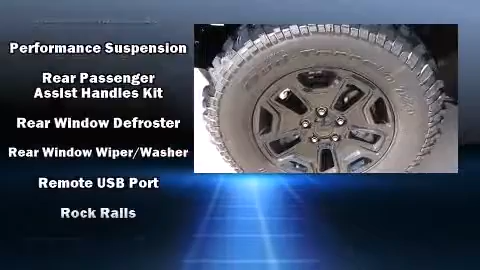 Performance Suspension
Rear Passenger
Assist Handles Kit
Rear Window Defroster
Rear Window Wiper/Washer
Remote USB Port
Rock Rails